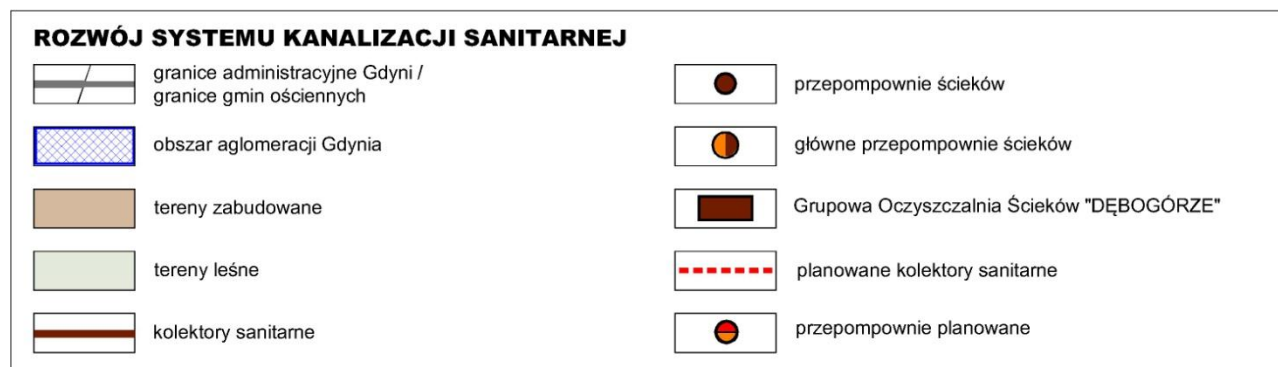 ROZWÓJ SYSTEMU KANALIZACJI SANITARNEJ
granice administracyjne Gdyni /
granice gmin ościennych
obszar aglomeracji Gdynia
tereny zabudowane
tereny leśne
kolektory sanitarne
przepompownie ścieków
główne przepompownie ścieków
Grupowa Oczyszczalnia Ścieków "DĘBOGÓRZE"
planowane kolektory sanitarne
przepompownie planowane